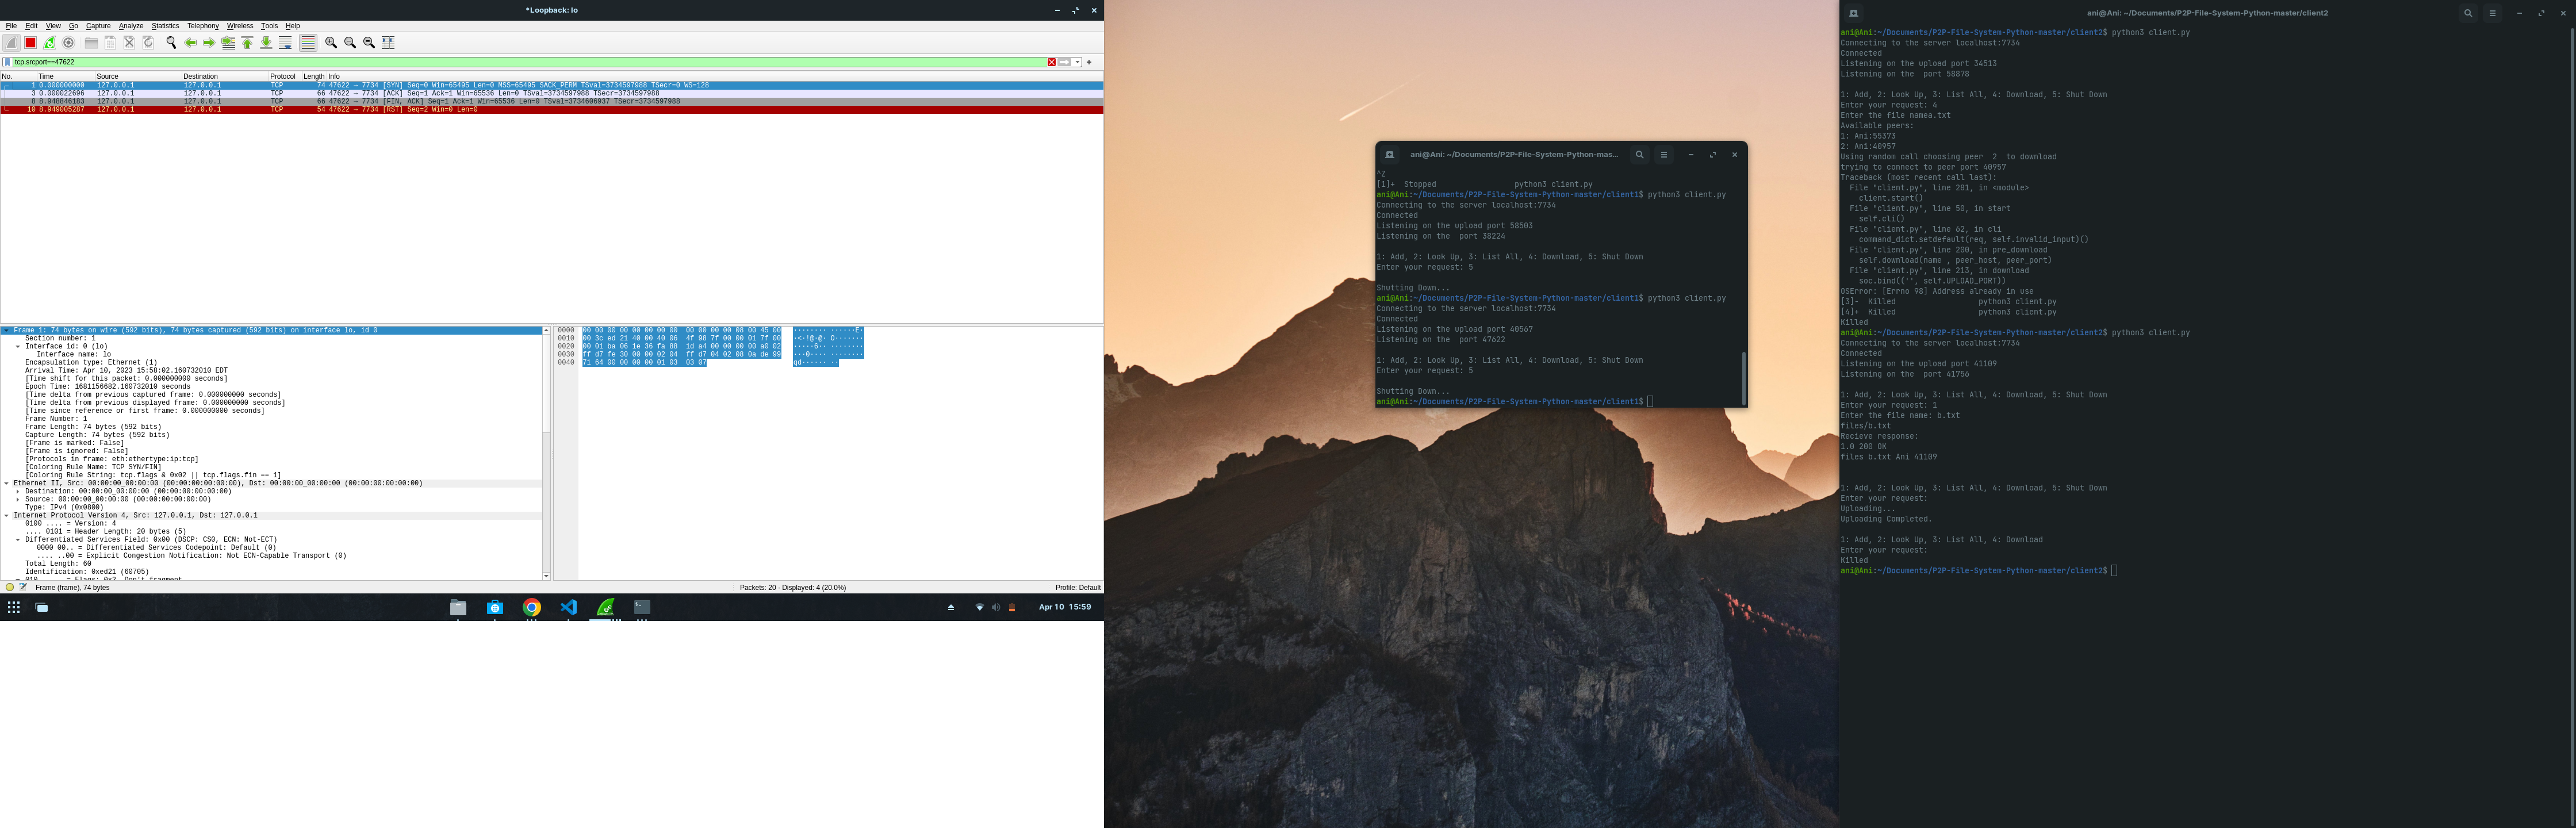 *Loopback: lo
File Edit View Go Capture Analyze Statistics Telephony Wireless Tools Help
tcp.srcport==47622
No. Time Source Destination Protocol Length Info
1 0.000000000 127.0.0.1 127.0.0.1 TCP 74 47622 → 7734 [SYN] Seq=0 Win=65495 Len=0 MSS=65495 SACK_PERM TSval=3734597988 TSecr=0 WS=128
3 0.000022696 127.0.0.1 127.0.0.1 TCP 66 47622 → 7734 [ACK] Seq=1 Ack=1 Win=65536 Len=0 TSval=3734597988 TSecr=3734597988
8 8.948846183 127.0.0.1 127.0.0.1 TCP 66 47622 → 7734 [FIN, ACK] Seq=1 Ack=1 Win=65536 Len=0 TSval=3734606937 TSecr=3734597988
10 8.949005287 127.0.0.1 127.0.0.1 TCP 54 47622 → 7734 [RST] Seq=2 Win=0 Len=0
Frame 1: 74 bytes on wire (592 bits), 74 bytes captured (592 bits) on interface lo, id 0
Section number: 1
Interface id: 0 (lo)
Interface name: lo
Encapsulation type: Ethernet (1)
Arrival Time: Apr 10, 2023 15:58:02.160732010 EDT
[Time shift for this packet: 0.000000000 seconds]
Epoch Time: 1681156682.160732010 seconds
[Time delta from previous captured frame: 0.000000000 seconds]
[Time delta from previous displayed frame: 0.000000000 seconds]
[Time since reference or first frame: 0.000000000 seconds]
Frame Number: 1
Frame Length: 74 bytes (592 bits)
Capture Length: 74 bytes (592 bits)
[Frame is marked: False]
[Frame is ignored: False]
[Protocols in frame: eth:ethertype:ip:tcp]
[Coloring Rule Name: TCP SYN/FIN]
[Coloring Rule String: tcp.flags & 0x02 || tcp.flags.fin == 1]
Ethernet II, Src: 00:00:00_00:00:00 (00:00:00:00:00:00), Dst: 00:00:00_00:00:00 (00:00:00:00:00:00)
Destination: 00:00:00_00:00:00 (00:00:00:00:00:00)
Source: 00:00:00_00:00:00 (00:00:00:00:00:00)
Type: IPv4 (0x0800)
Internet Protocol Version 4, Src: 127.0.0.1, Dst: 127.0.0.1
0100 .... = Version: 4
.... 0101 = Header Length: 20 bytes (5)
Differentiated Services Field: 0x00 (DSCP: CS0, ECN: Not-ECT)
0000 00.. = Differentiated Services Codepoint: Default (0)
.... ..00 = Explicit Congestion Notification: Not ECN-Capable Transport (0)
Total Length: 60
Identification: 0xed21 (60705)
010. .... = Flags: 0x2, Don't fragment
0000 00 00 00 00 00 00 00 00 00 00 00 00 08 00 45 00 ········ ······E·
0010 00 3c ed 21 40 00 40 06 4f 98 7f 00 00 01 7f 00 ·<·!@·@· O·······
0020 00 01 ba 06 1e 36 fa 88 1d a4 00 00 00 00 a0 02 ·····6·· ········
0030 ff d7 fe 30 00 00 02 04 ff d7 04 02 08 0a de 99 ···0···· ········
0040 71 64 00 00 00 00 01 03 03 07 qd······ ··
Frame (frame), 74 bytes
Packets: 20 · Displayed: 4 (20.0%)
Profile: Default
Apr 10 15:59
ani@Ani: ~/Documents/P2P-File-System-Python-mas...
^Z
[1]+ Stopped python3 client.py
ani@Ani:~/Documents/P2P-File-System-Python-master/client1$ python3 client.py
Connecting to the server localhost:7734
Connected
Listening on the upload port 58503
Listening on the port 38224
1: Add, 2: Look Up, 3: List All, 4: Download, 5: Shut Down
Enter your request: 5
Shutting Down...
ani@Ani:~/Documents/P2P-File-System-Python-master/client1$ python3 client.py
Connecting to the server localhost:7734
Connected
Listening on the upload port 40567
Listening on the port 47622
1: Add, 2: Look Up, 3: List All, 4: Download, 5: Shut Down
Enter your request: 5
Shutting Down...
ani@Ani:~/Documents/P2P-File-System-Python-master/client1$
ani@Ani: ~/Documents/P2P-File-System-Python-master/client2
ani@Ani:~/Documents/P2P-File-System-Python-master/client2$ python3 client.py
Connecting to the server localhost:7734
Connected
Listening on the upload port 34513
Listening on the port 58878
1: Add, 2: Look Up, 3: List All, 4: Download, 5: Shut Down
Enter your request: 4
Enter the file namea.txt
Available peers:
1: Ani:55373
2: Ani:40957
Using random call choosing peer 2 to download
trying to connect to peer port 40957
Traceback (most recent call last):
File "client.py", line 281, in <module>
client.start()
File "client.py", line 50, in start
self.cli()
File "client.py", line 62, in cli
command_dict.setdefault(req, self.invalid_input)()
File "client.py", line 200, in pre_download
self.download(name , peer_host, peer_port)
File "client.py", line 213, in download
soc.bind(('', self.UPLOAD_PORT))
OSError: [Errno 98] Address already in use
[3]- Killed python3 client.py
[4]+ Killed python3 client.py
Killed
ani@Ani:~/Documents/P2P-File-System-Python-master/client2$ python3 client.py
Connecting to the server localhost:7734
Connected
Listening on the upload port 41109
Listening on the port 41756
1: Add, 2: Look Up, 3: List All, 4: Download, 5: Shut Down
Enter your request: 1
Enter the file name: b.txt
files/b.txt
Recieve response:
1.0 200 OK
files b.txt Ani 41109
1: Add, 2: Look Up, 3: List All, 4: Download, 5: Shut Down
Enter your request:
Uploading...
Uploading Completed.
1: Add, 2: Look Up, 3: List All, 4: Download
Enter your request:
Killed
ani@Ani:~/Documents/P2P-File-System-Python-master/client2$